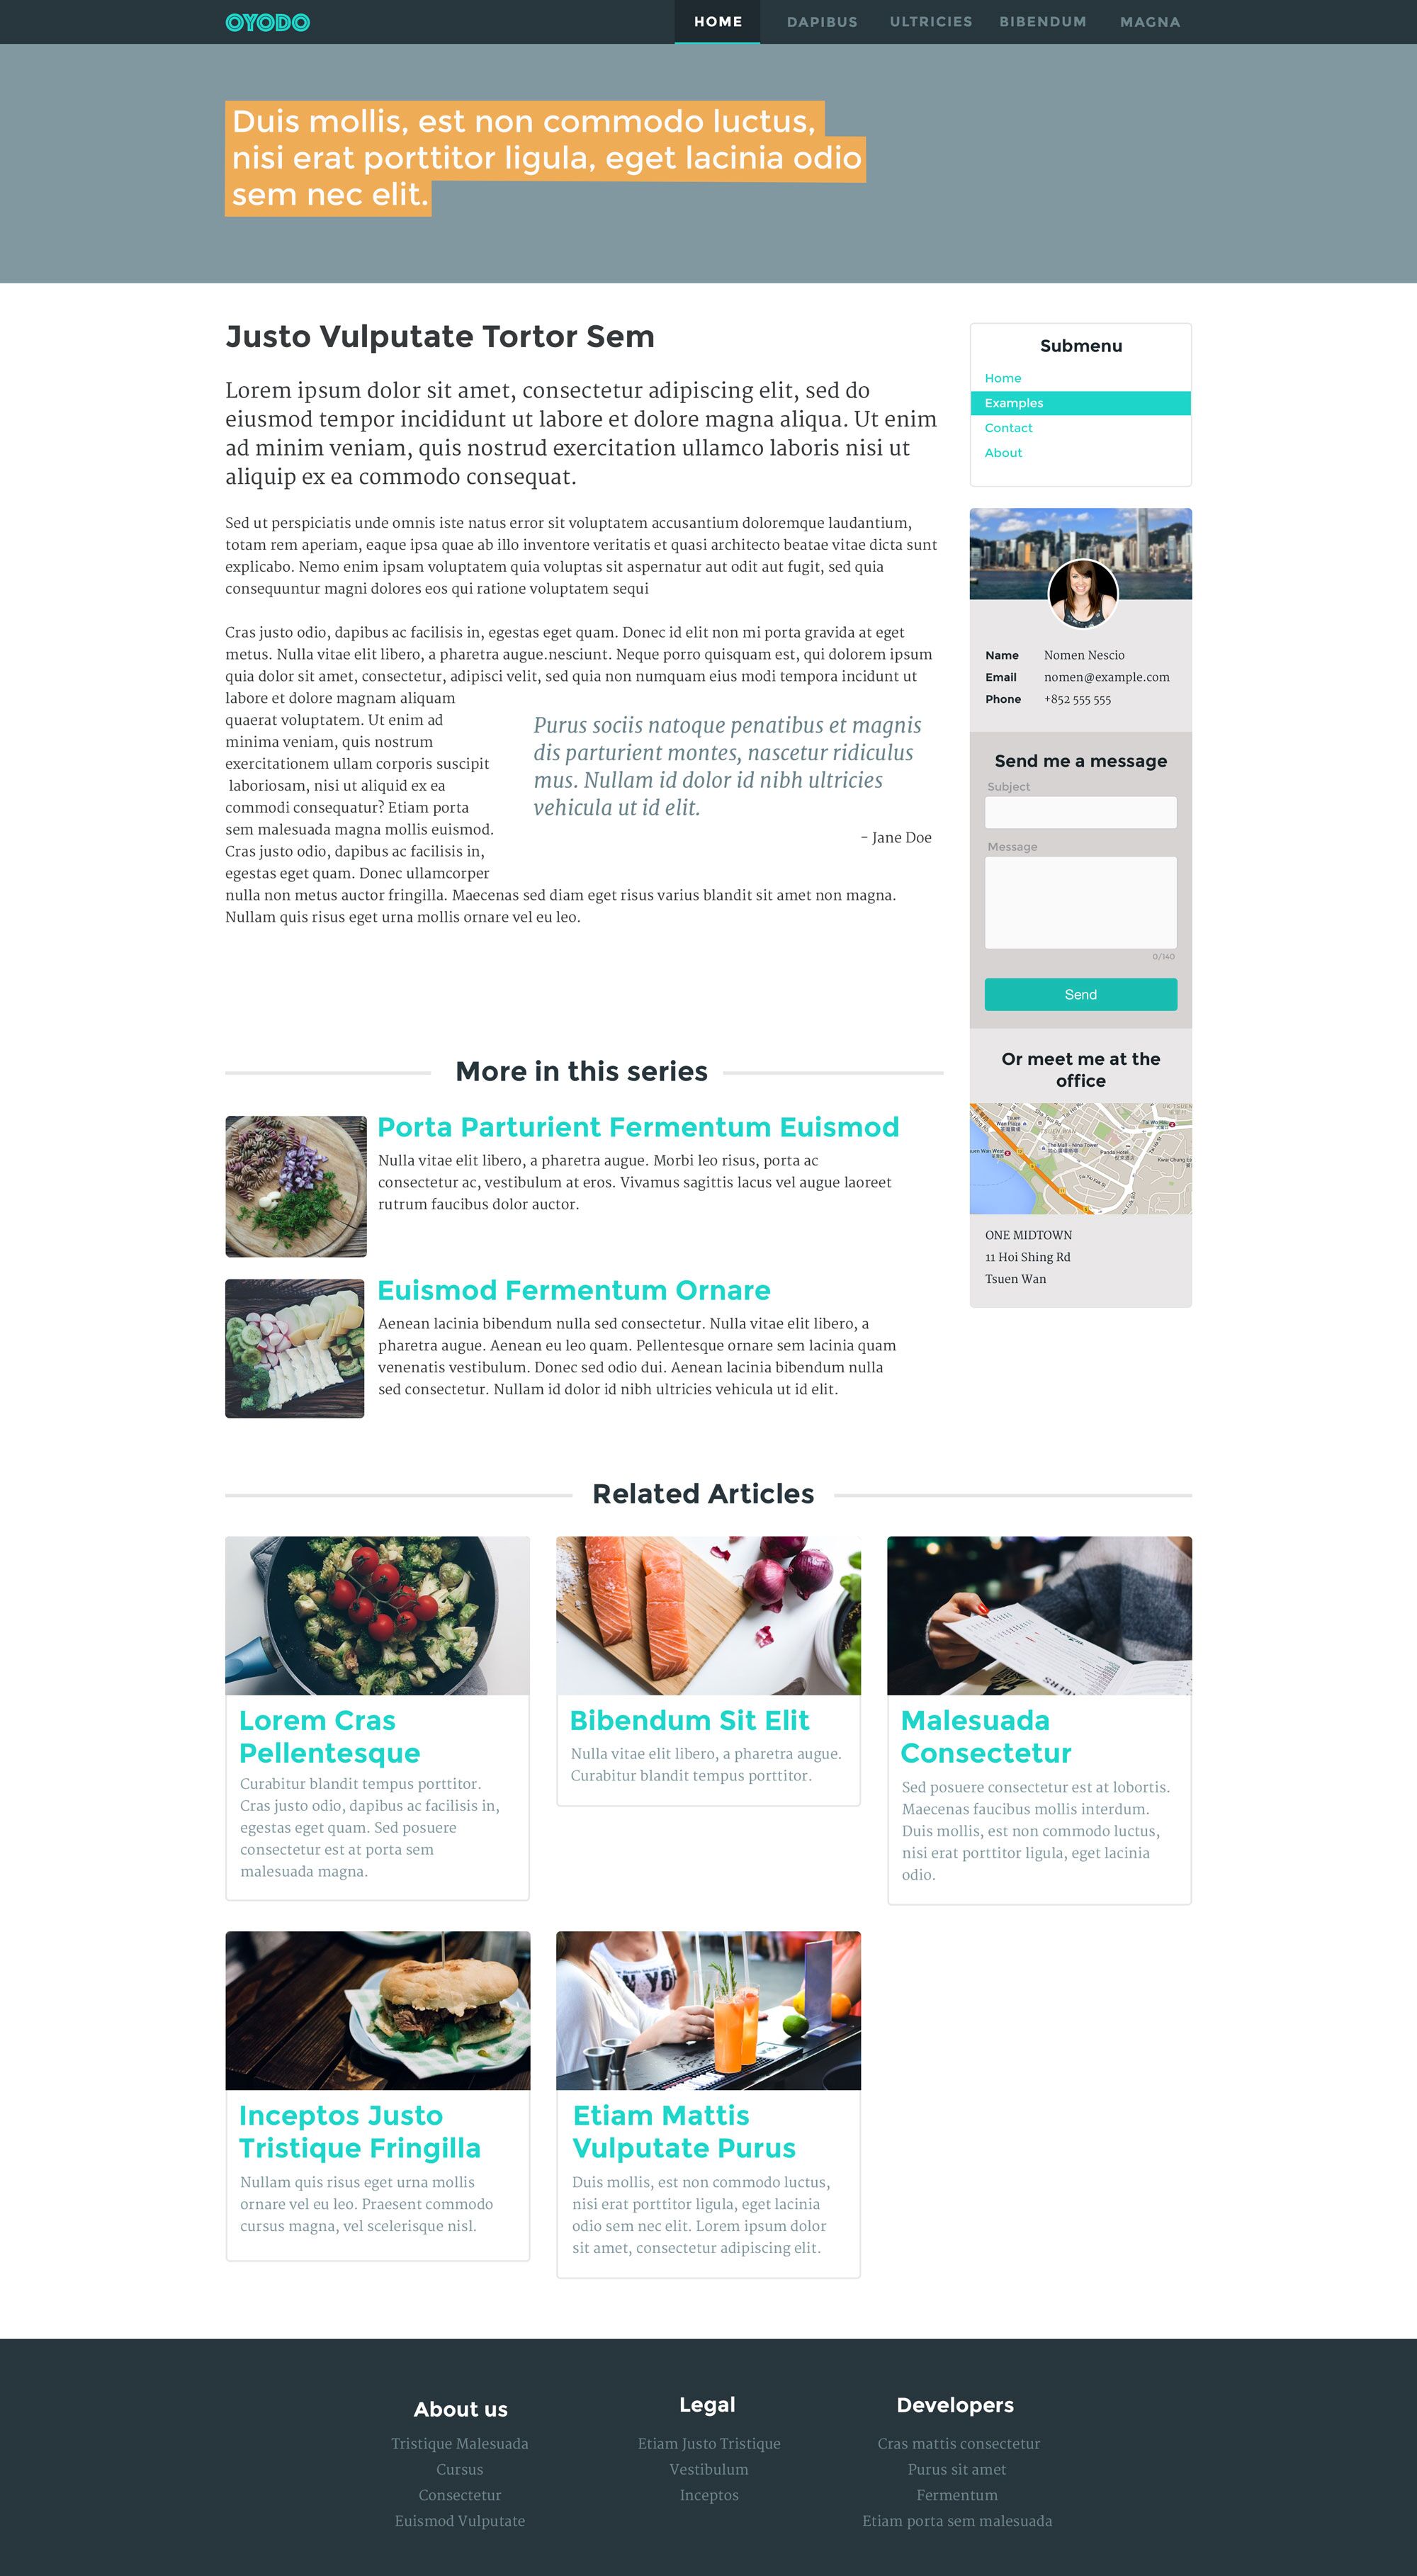 OYODO
HOME DAPIBUS ULTRICIES BIBENDUM MAGNA
Duis mollis, est non commodo luctus,
nisi erat porttitor ligula, eget lacinia odio
sem nec elit.
Justo Vulputate Tortor Sem
Lorem ipsum dolor sit amet, consectetur adipiscing elit, sed do
eiusmod tempor incididunt ut labore et dolore magna aliqua. Ut enim
ad minim veniam, quis nostrud exercitation ullamco laboris nisi ut
aliquip ex ea commodo consequat.
Sed ut perspiciatis unde omnis iste natus error sit voluptatem accusantium doloremque laudantium,
totam rem aperiam, eaque ipsa quae ab illo inventore veritatis et quasi architecto beatae vitae dicta sunt
explicabo. Nemo enim ipsam voluptatem quia voluptas sit aspernatur aut odit aut fugit, sed quia
consequuntur magni dolores eos qui ratione voluptatem sequi
Cras justo odio, dapibus ac facilisis in, egestas eget quam. Donec id elit non mi porta gravida at eget
metus. Nulla vitae elit libero, a pharetra augue.nesciunt. Neque porro quisquam est, qui dolorem ipsum
quia dolor sit amet, consectetur, adipisci velit, sed quia non numquam eius modi tempora incidunt ut
labore et dolore magnam aliquam
quaerat voluptatem. Ut enim ad
minima veniam, quis nostrum
exercitationem ullam corporis suscipit
laboriosam, nisi ut aliquid ex ea
commodi consequatur? Etiam porta
sem malesuada magna mollis euismod.
Cras justo odio, dapibus ac facilisis in,
egestas eget quam. Donec ullamcorper
nulla non metus auctor fringilla. Maecenas sed diam eget risus varius blandit sit amet non magna.
Nullam quis risus eget urna mollis ornare vel eu leo.
Purus sociis natoque penatibus et magnis
dis parturient montes, nascetur ridiculus
mus. Nullam id dolor id nibh ultricies
vehicula ut id elit.
- Jane Doe
Submenu
Home
Examples
Contact
About
Name Nomen Nescio
Email nomen@example.com
Phone +852 555 555
Send me a message
Subject
Message
0/140
Send
Or meet me at the
office
Tsuen
Wan Plaza
TSUEN WAN
The Mall - Nina Tower
Panda Hotel
ONE MIDTOWN
11 Hoi Shing Rd
Tsuen Wan
More in this series
Porta Parturient Fermentum Euismod
Nulla vitae elit libero, a pharetra augue. Morbi leo risus, porta ac
consectetur ac, vestibulum at eros. Vivamus sagittis lacus vel augue laoreet
rutrum faucibus dolor auctor.
Euismod Fermentum Ornare
Aenean lacinia bibendum nulla sed consectetur. Nulla vitae elit libero, a
pharetra augue. Aenean eu leo quam. Pellentesque ornare sem lacinia quam
venenatis vestibulum. Donec sed odio dui. Aenean lacinia bibendum nulla
sed consectetur. Nullam id dolor id nibh ultricies vehicula ut id elit.
Related Articles
Lorem Cras
Pellentesque
Curabitur blandit tempus porttitor.
Cras justo odio, dapibus ac facilisis in,
egestas eget quam. Sed posuere
consectetur est at porta sem
malesuada magna.
Bibendum Sit Elit
Nulla vitae elit libero, a pharetra augue.
Curabitur blandit tempus porttitor.
Malesuada
Consectetur
Sed posuere consectetur est at lobortis.
Maecenas faucibus mollis interdum.
Duis mollis, est non commodo luctus,
nisi erat porttitor ligula, eget lacinia
odio.
Inceptos Justo
Tristique Fringilla
Nullam quis risus eget urna mollis
ornare vel eu leo. Praesent commodo
cursus magna, vel scelerisque nisl.
Etiam Mattis
Vulputate Purus
Duis mollis, est non commodo luctus,
nisi erat porttitor ligula, eget lacinia
odio sem nec elit. Lorem ipsum dolor
sit amet, consectetur adipiscing elit.
About us
Tristique Malesuada
Cursus
Consectetur
Euismod Vulputate
Legal
Etiam Justo Tristique
Vestibulum
Inceptos
Developers
Cras mattis consectetur
Purus sit amet
Fermentum
Etiam porta sem malesuada